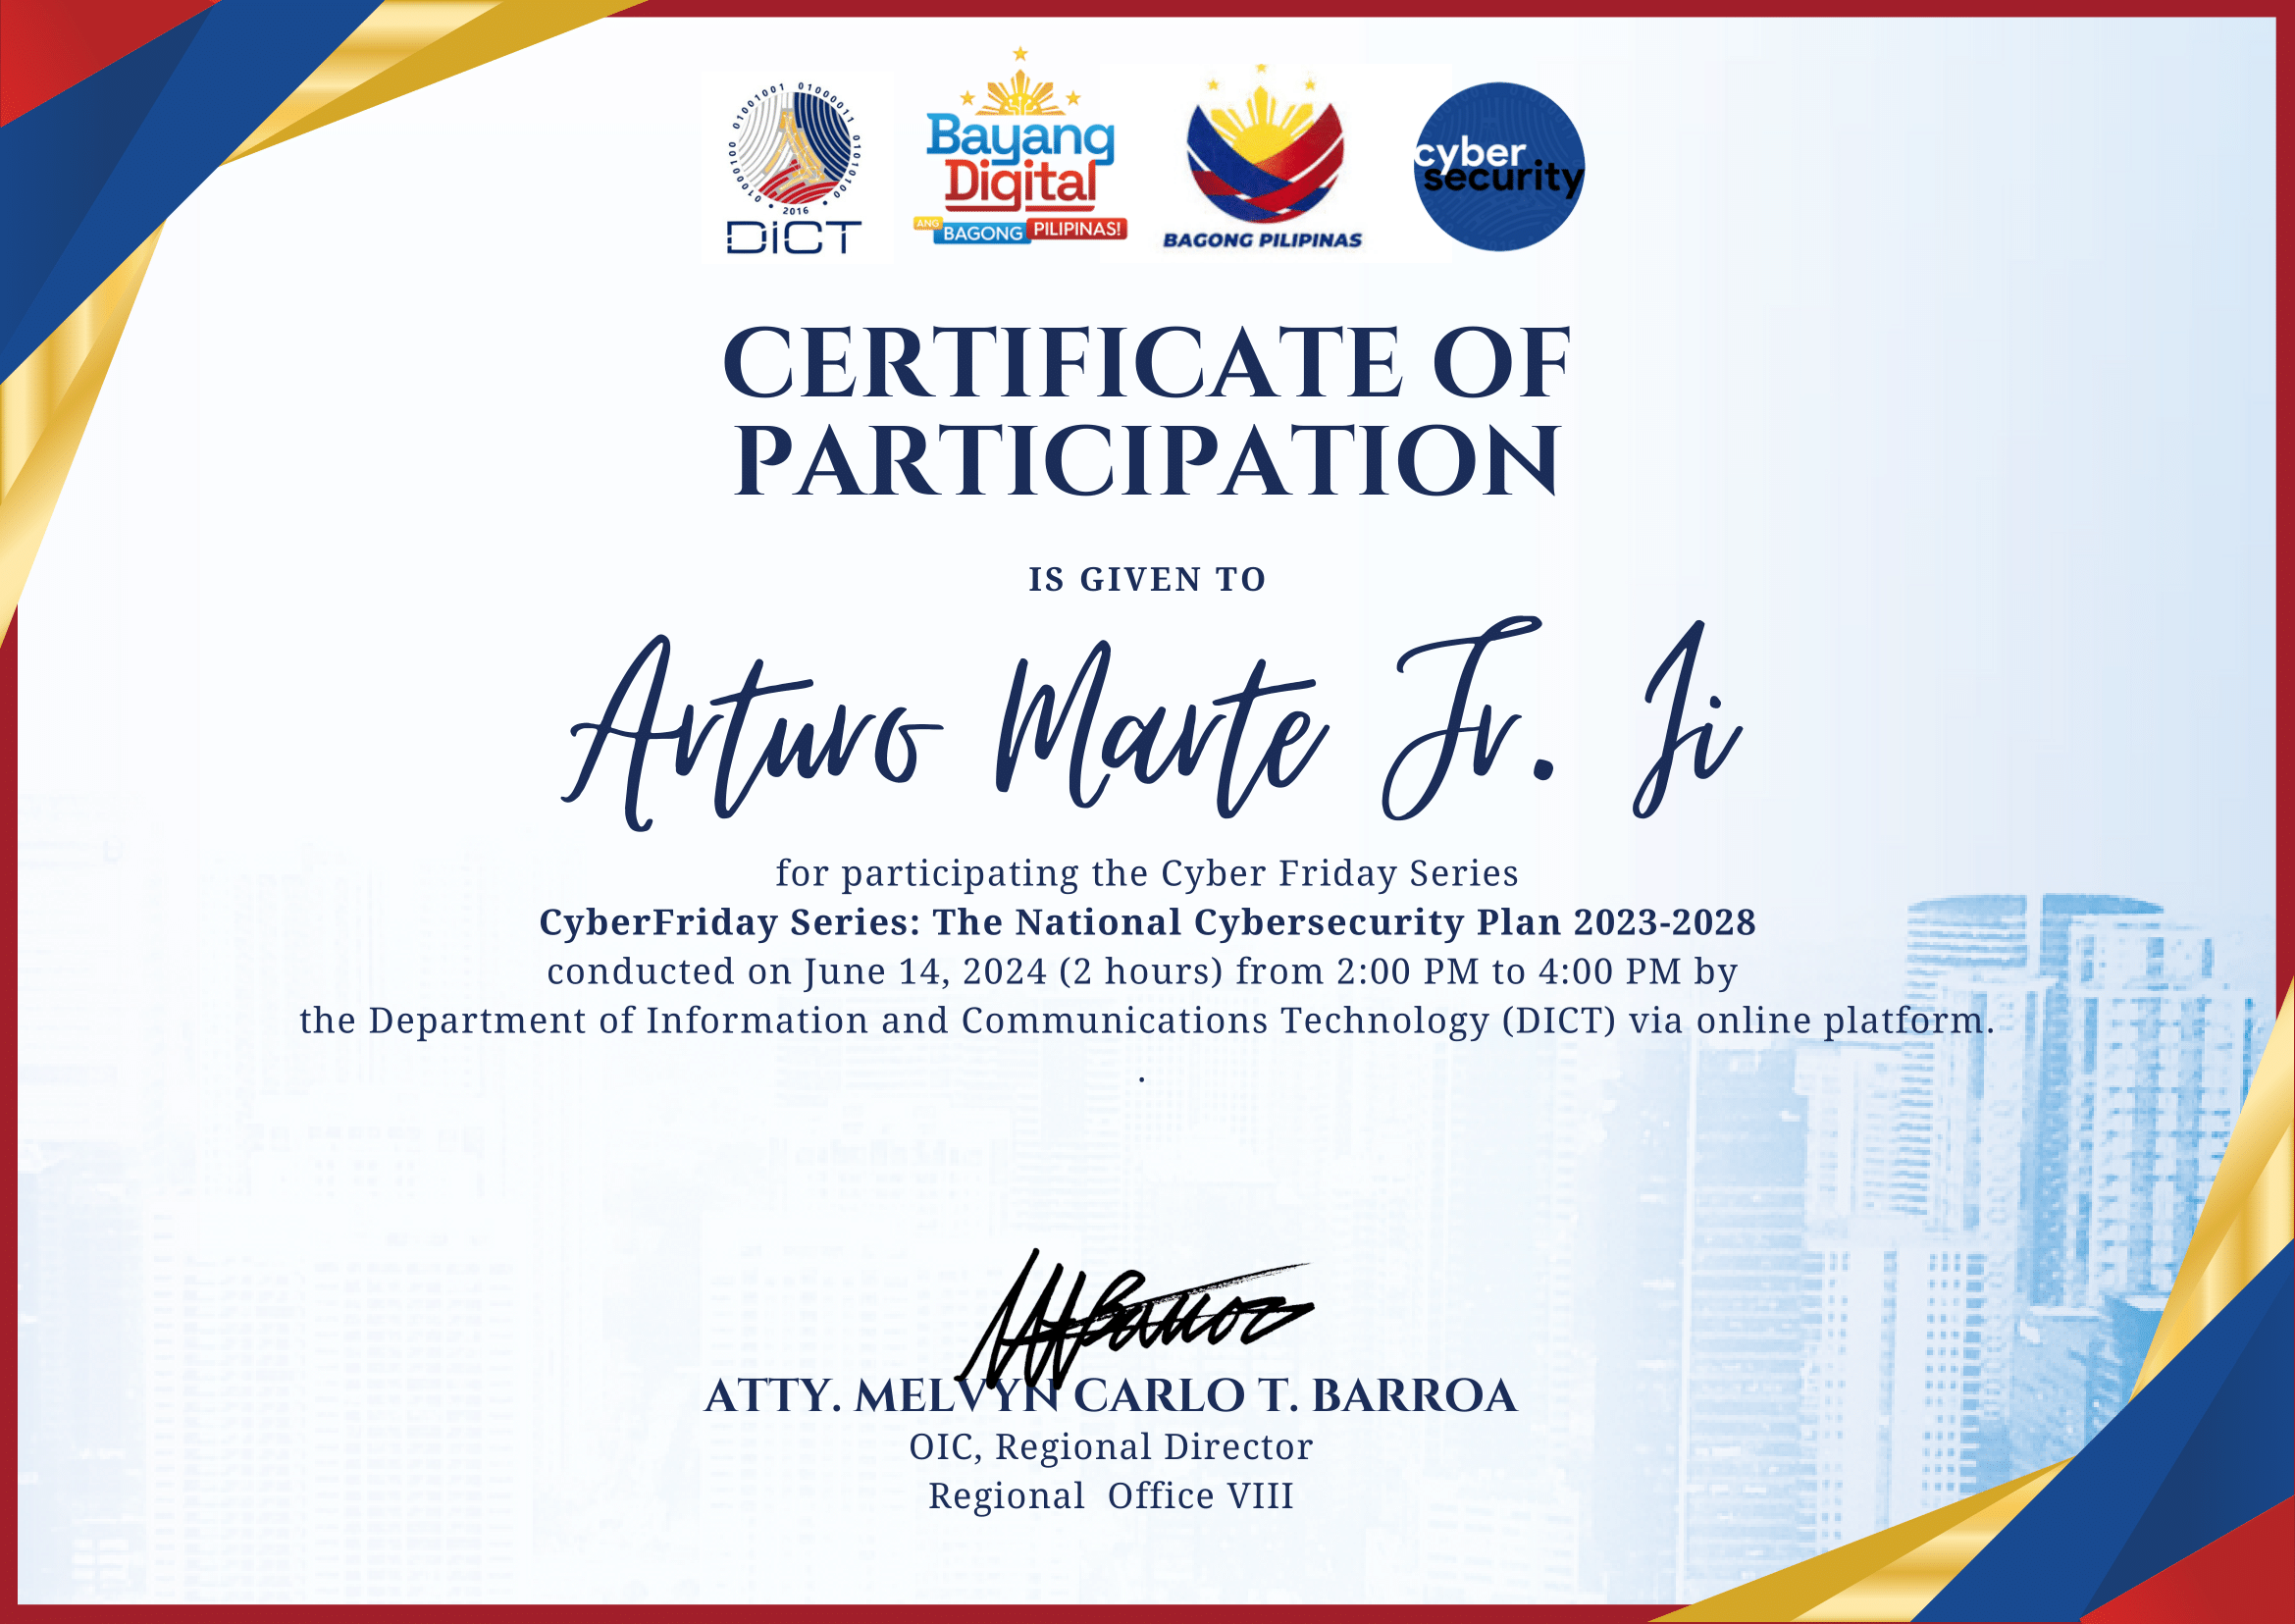 01000100 01001001 01000011 01010100
2016
DICT
Bayang
Digital
ANG BAGONG PILIPINAS!
BAGONG PILIPINAS
cyber
security
CERTIFICATE OF
PARTICIPATION
IS GIVEN TO
Arturo Marte Jr. Ji
for participating the Cyber Friday Series
CyberFriday Series: The National Cybersecurity Plan 2023-2028
conducted on June 14, 2024 (2 hours) from 2:00 PM to 4:00 PM by
the Department of Information and Communications Technology (DICT) via online platform.
.
ATTY. MELVYN CARLO T. BARROA
OIC, Regional Director
Regional Office VIII